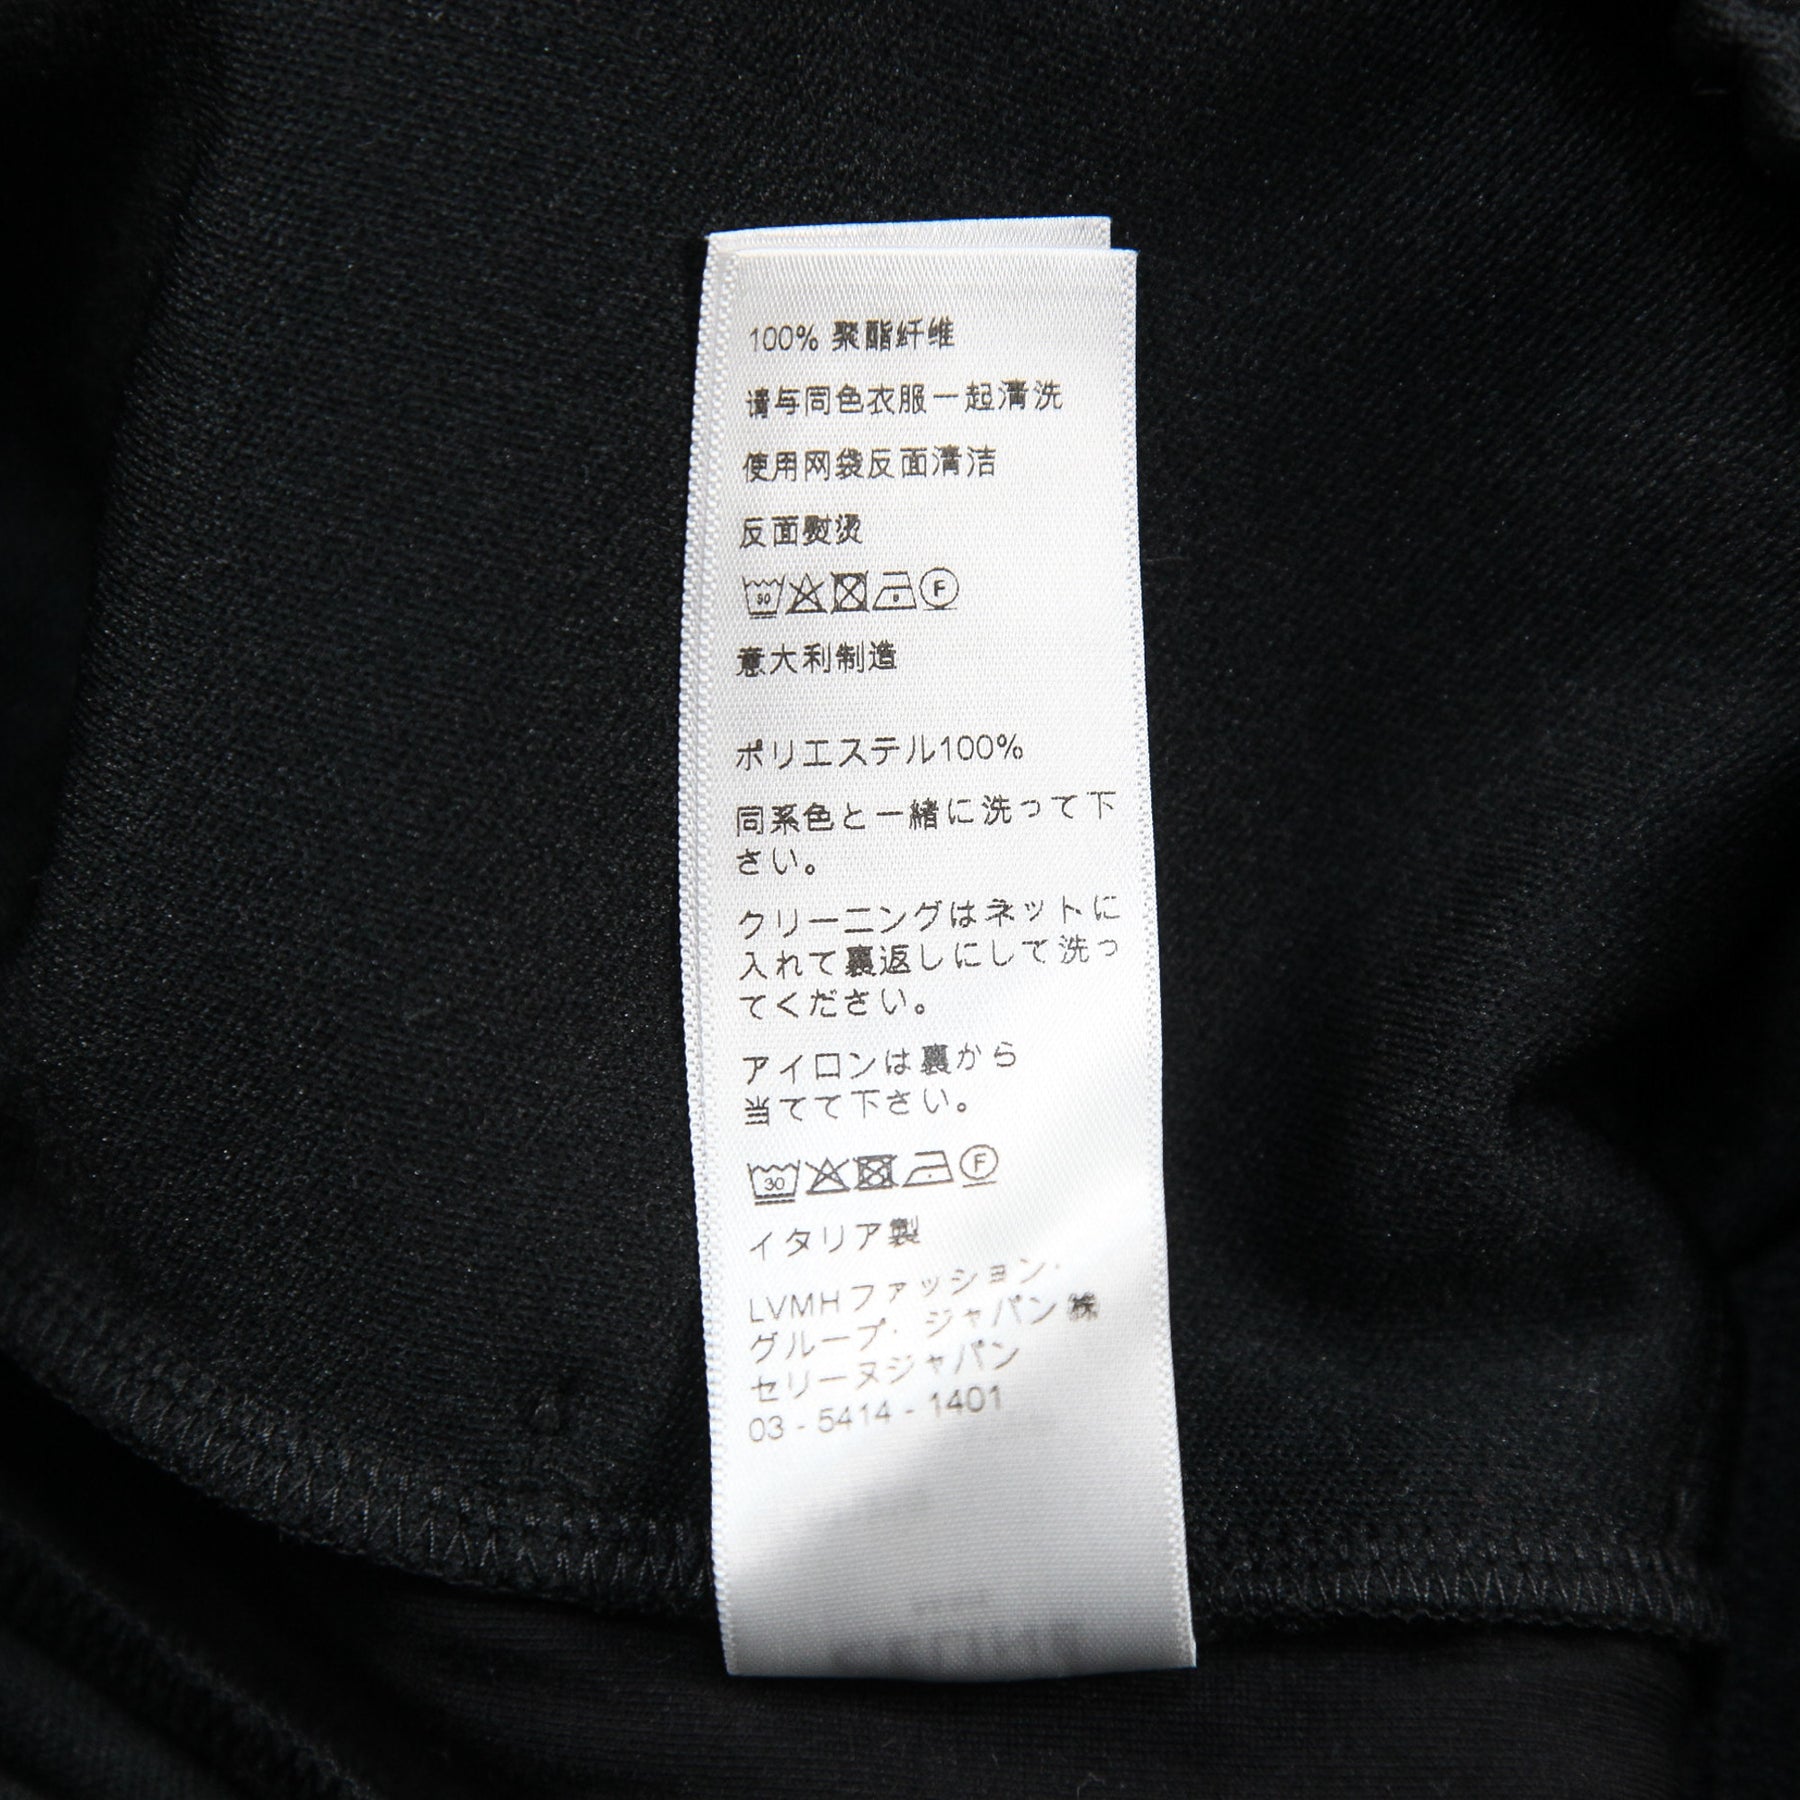 100% 聚酯纤维
请与同色衣服一起清洗
使用网袋反面清洁
反面熨烫
30 F
意大利制造
ポリエステル100%
同系色と一緒に洗って下
さい。
クリーニングはネットに
入れて裏返しにして洗っ
てください。
アイロンは裏から
当てて下さい。
30 F
イタリア製
LVMHファッション・
グループ・ジャパン株
セリーヌジャパン
03 - 5414 - 1401